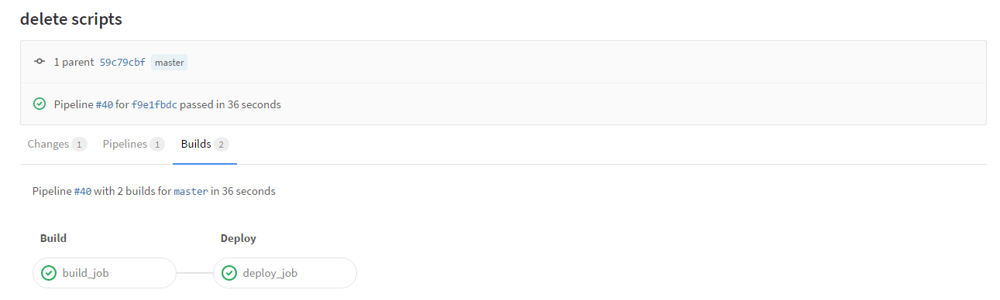 delete scripts
1 parent 59c79cbf master
Pipeline #40 for f9e1fbdc passed in 36 seconds
Changes 1 Pipelines 1 Builds 2
Pipeline #40 with 2 builds for master in 36 seconds
Build Deploy
build_job deploy_job